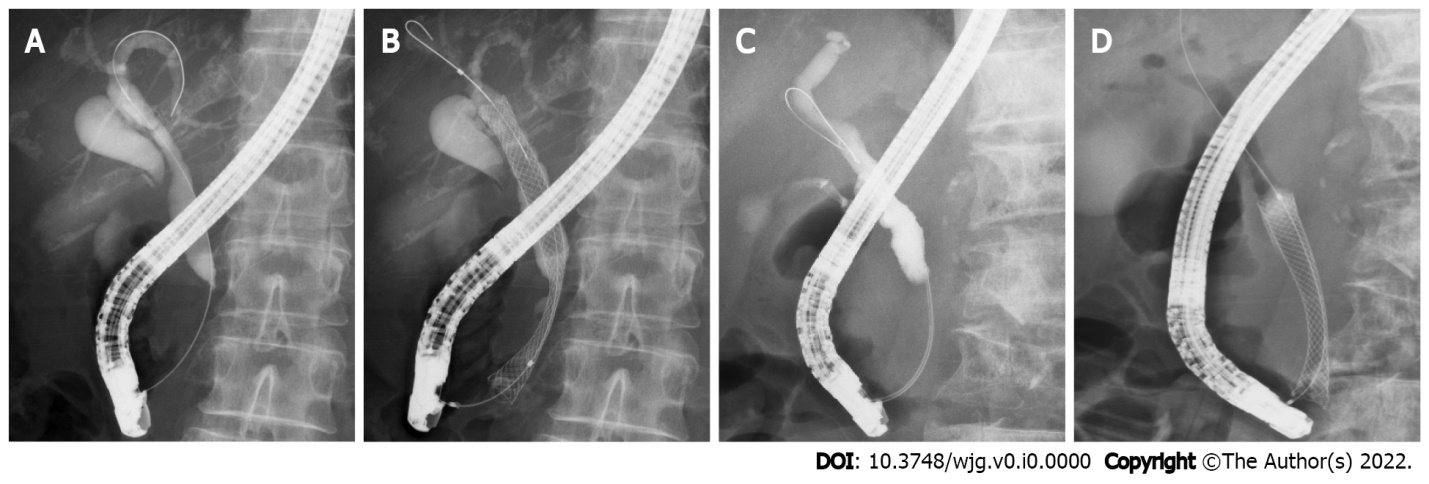 A B C D
DOI: 10.3748/wjg.v0.i0.0000 Copyright ©The Author(s) 2022.